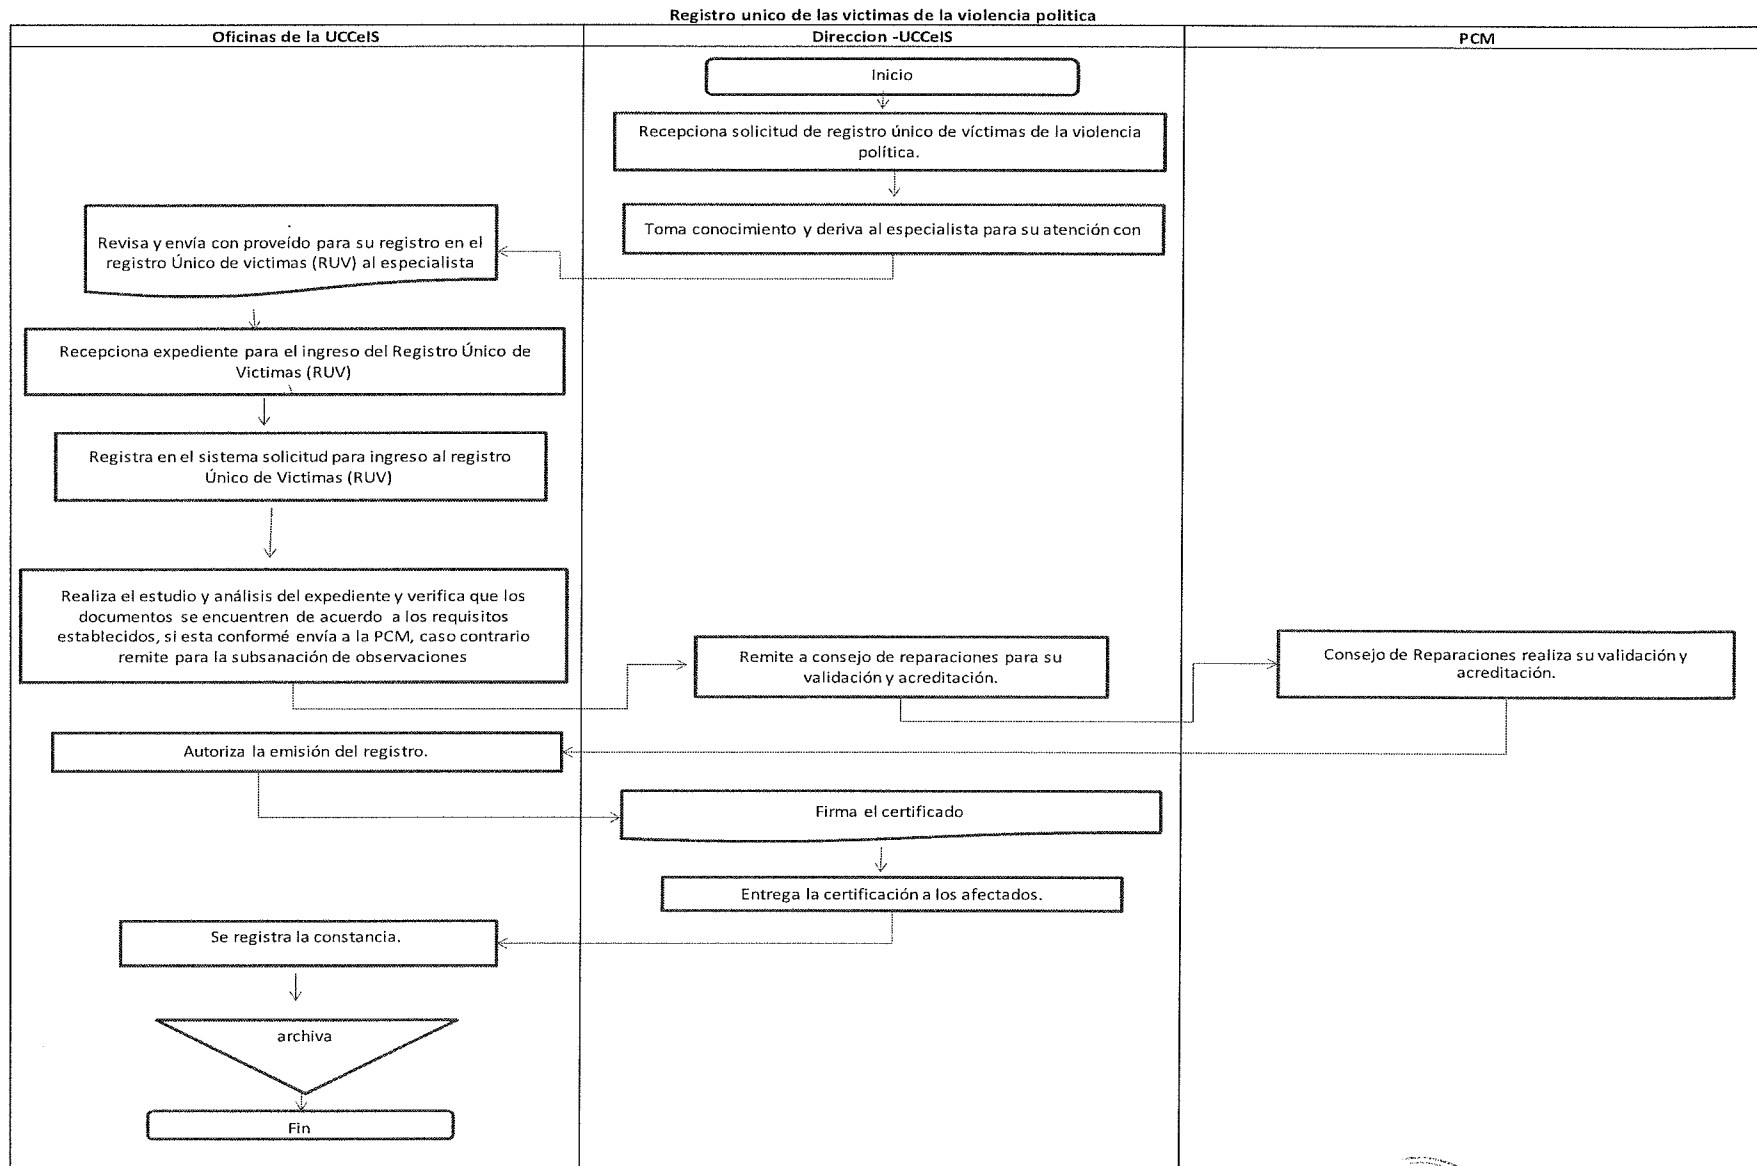 Registro unico de las victimas de la violencia politica
Oficinas de la UCCeIS
Direccion -UCCeIS
PCM
Inicio
Recepciona solicitud de registro único de víctimas de la violencia
política.
Toma conocimiento y deriva al especialista para su atención con
Revisa y envía con proveído para su registro en el
registro Único de victimas (RUV) al especialista
Recepciona expediente para el ingreso del Registro Único de
Victimas (RUV)
Registra en el sistema solicitud para ingreso al registro
Único de Victimas (RUV)
Realiza el estudio y análisis del expediente y verifica que los
documentos se encuentren de acuerdo a los requisitos
establecidos, si esta conformé envía a la PCM, caso contrario
remite para la subsanación de observaciones
Remite a consejo de reparaciones para su
validación y acreditación.
Consejo de Reparaciones realiza su validación y
acreditación.
Autoriza la emisión del registro.
Firma el certificado
Entrega la certificación a los afectados.
Se registra la constancia.
archiva
Fin